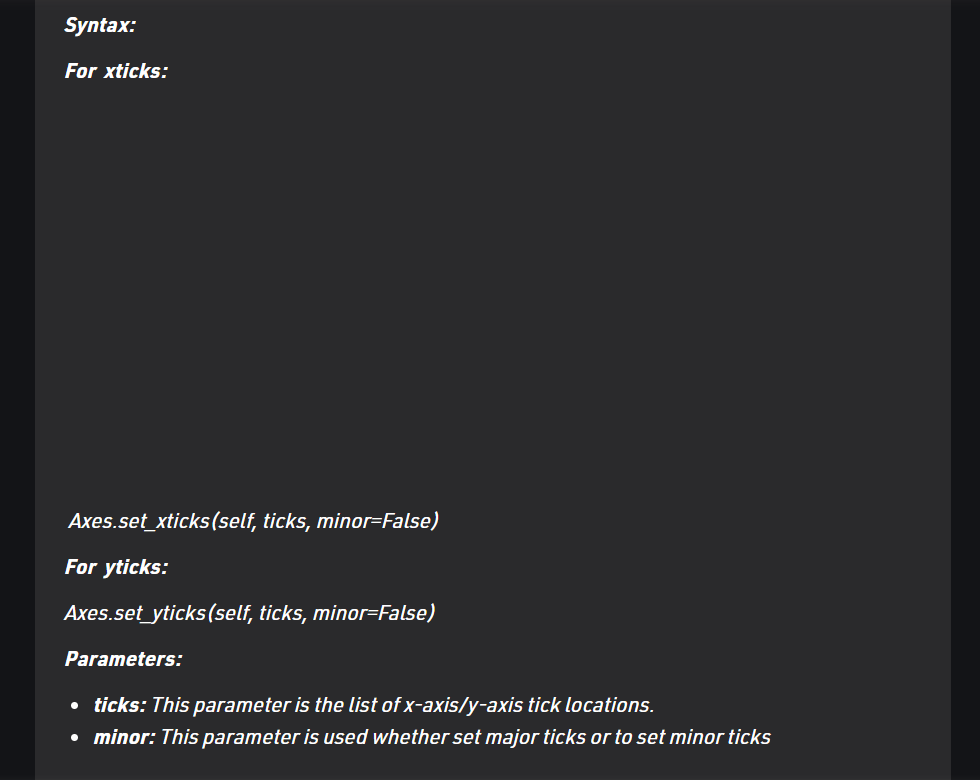 Syntax:
For xticks:
Axes.set_xticks(self, ticks, minor=False)
For yticks:
Axes.set_yticks(self, ticks, minor=False)
Parameters:
• ticks: This parameter is the list of x-axis/y-axis tick locations.
• minor: This parameter is used whether set major ticks or to set minor ticks